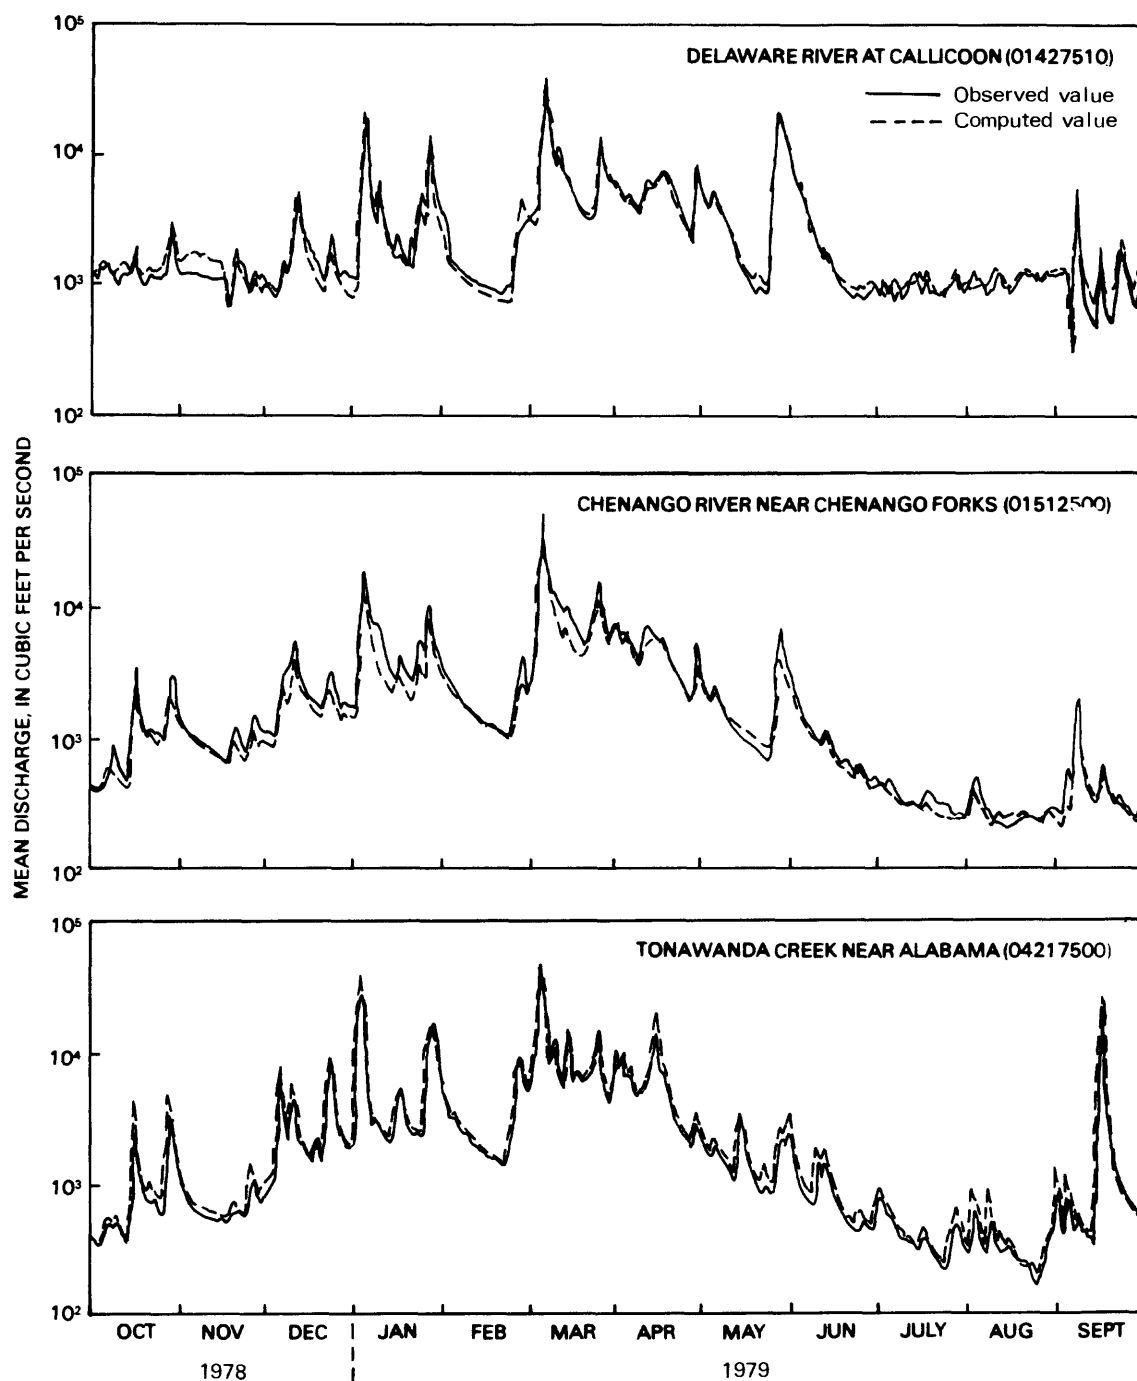 MEAN DISCHARGE, IN CUBIC FEET PER SECOND
10⁵
10⁴
10³
10²
DELAWARE RIVER AT CALLICOON (01427510)
Observed value
Computed value
10⁵
10⁴
10³
10²
CHENANGO RIVER NEAR CHENANGO FORKS (01512500)
10⁵
10⁴
10³
10²
TONAWANDA CREEK NEAR ALABAMA (04217500)
OCT NOV DEC JAN FEB MAR APR MAY JUN JULY AUG SEPT
1978 1979